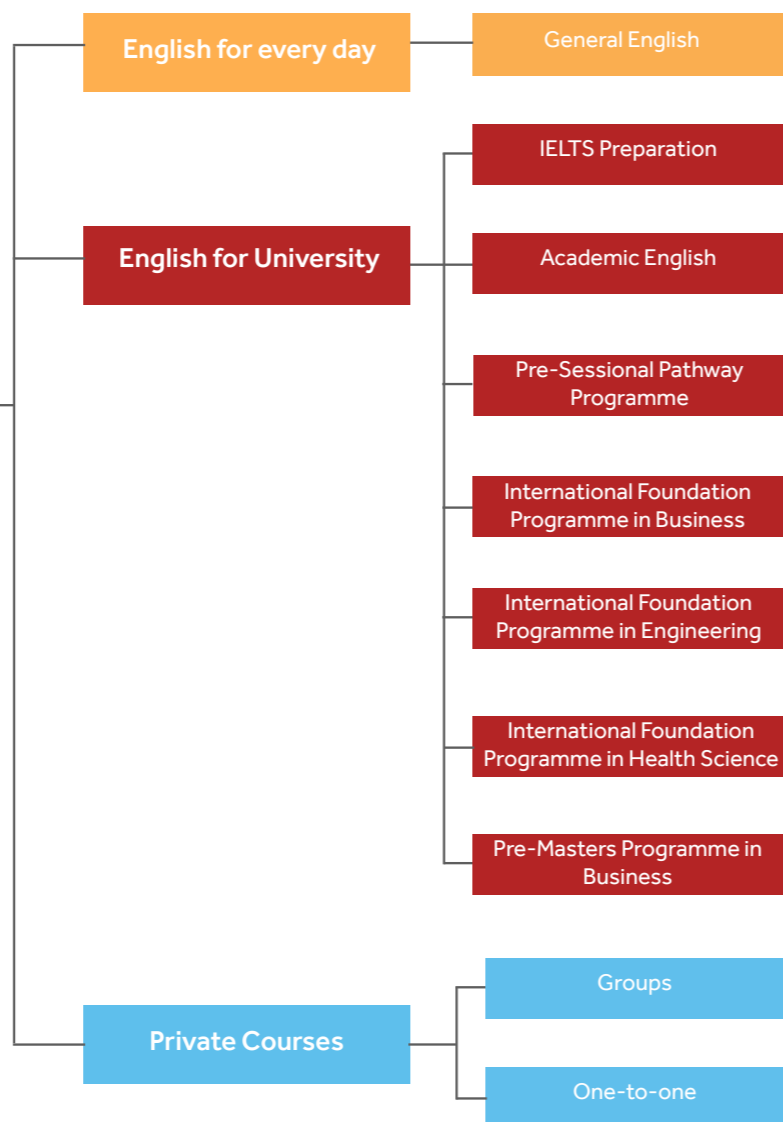 English for every day
General English
English for University
IELTS Preparation
Academic English
Pre-Sessional Pathway
Programme
International Foundation
Programme in Business
International Foundation
Programme in Engineering
International Foundation
Programme in Health Science
Pre-Masters Programme in
Business
Private Courses
Groups
One-to-one